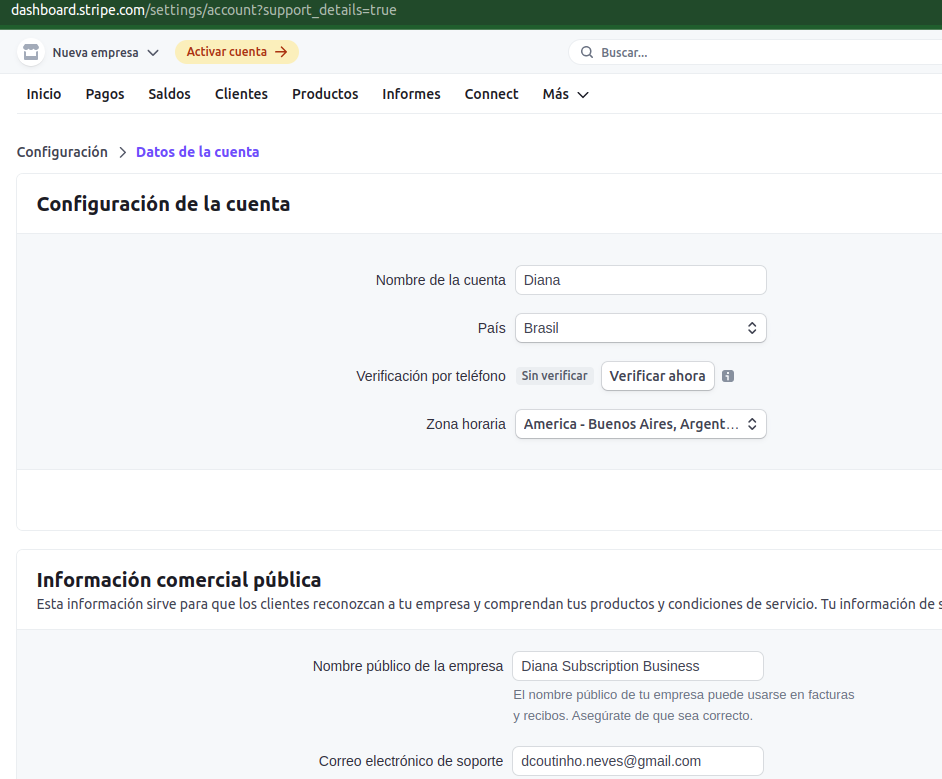 dashboard.stripe.com/settings/account?support_details=true
Nueva empresa Activar cuenta → Buscar...
Inicio Pagos Saldos Clientes Productos Informes Connect Más
Configuración > Datos de la cuenta
Configuración de la cuenta
Nombre de la cuenta Diana
País Brasil
Verificación por teléfono Sin verificar Verificar ahora
Zona horaria America - Buenos Aires, Argent...
Información comercial pública
Esta información sirve para que los clientes reconozcan a tu empresa y comprendan tus productos y condiciones de servicio. Tu información de s
Nombre público de la empresa Diana Subscription Business
El nombre público de tu empresa puede usarse en facturas
y recibos. Asegúrate de que sea correcto.
Correo electrónico de soporte dcoutinho.neves@gmail.com